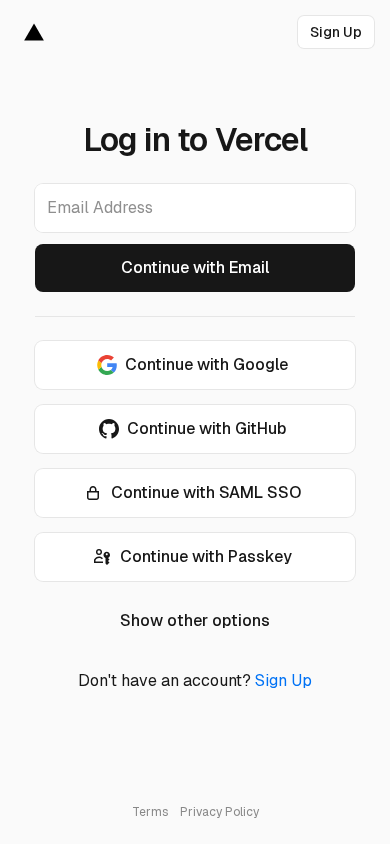 Sign Up
Log in to Vercel
Email Address
Continue with Email
Continue with Google
Continue with GitHub
Continue with SAML SSO
Continue with Passkey
Show other options
Don't have an account? Sign Up
Terms Privacy Policy